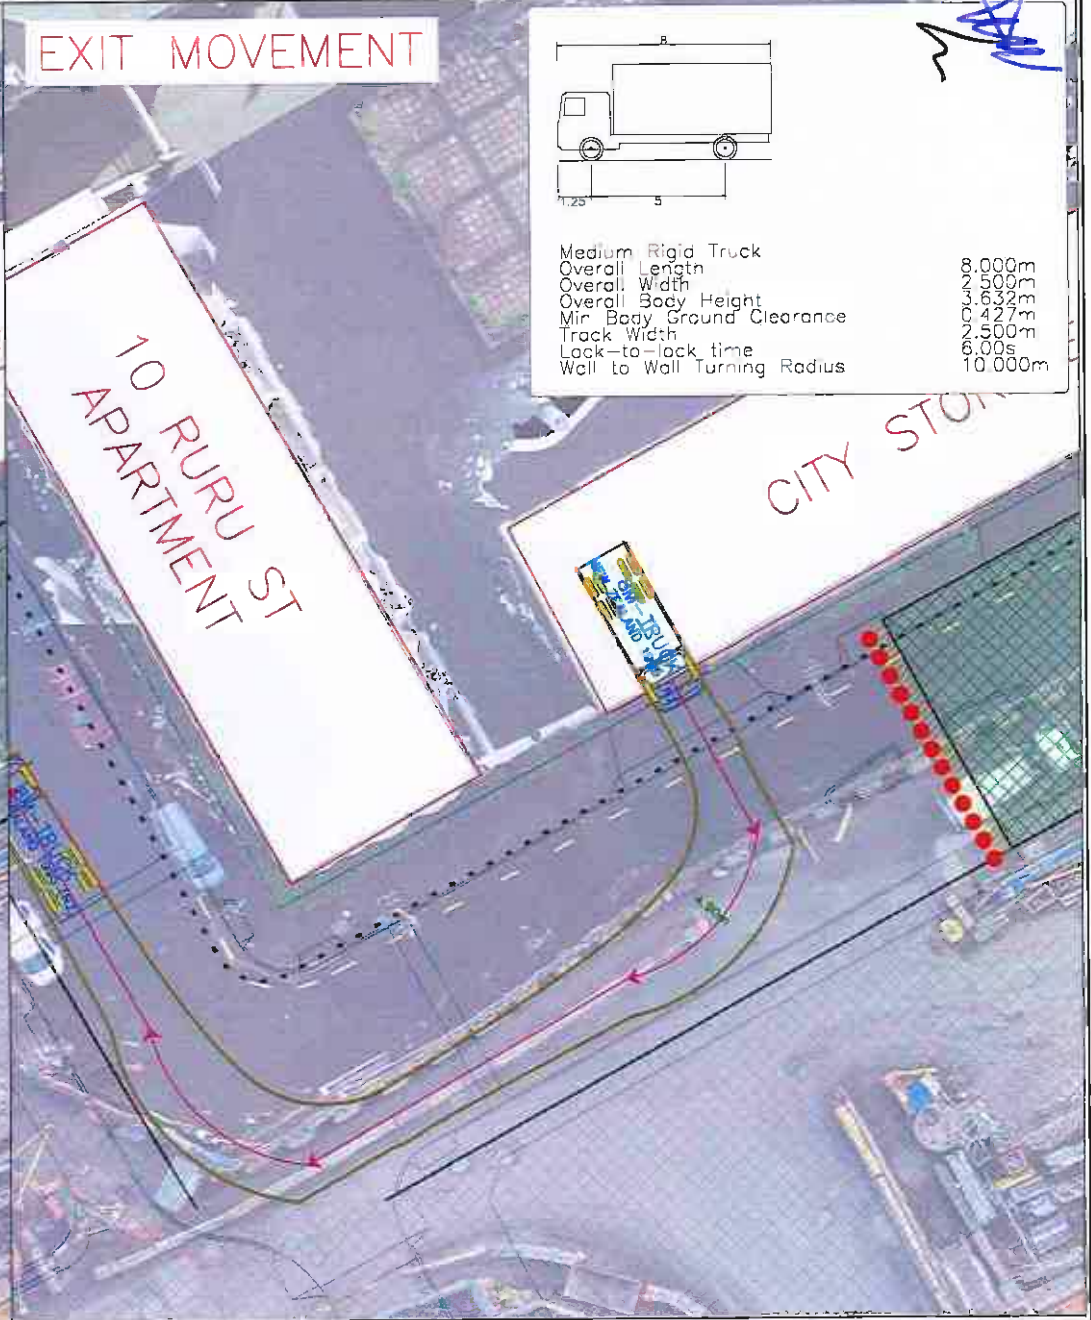 EXIT MOVEMENT
8
1.25
5
Medium Rigid Truck
Overall Length 8.000m
Overall Width 2.500m
Overall Body Height 3.632m
Min Body Ground Clearance 0.427m
Track Width 2.500m
Lock-to-lock time 6.00s
Wall to Wall Turning Radius 10.000m
10 RURU ST
APARTMENT
CITY